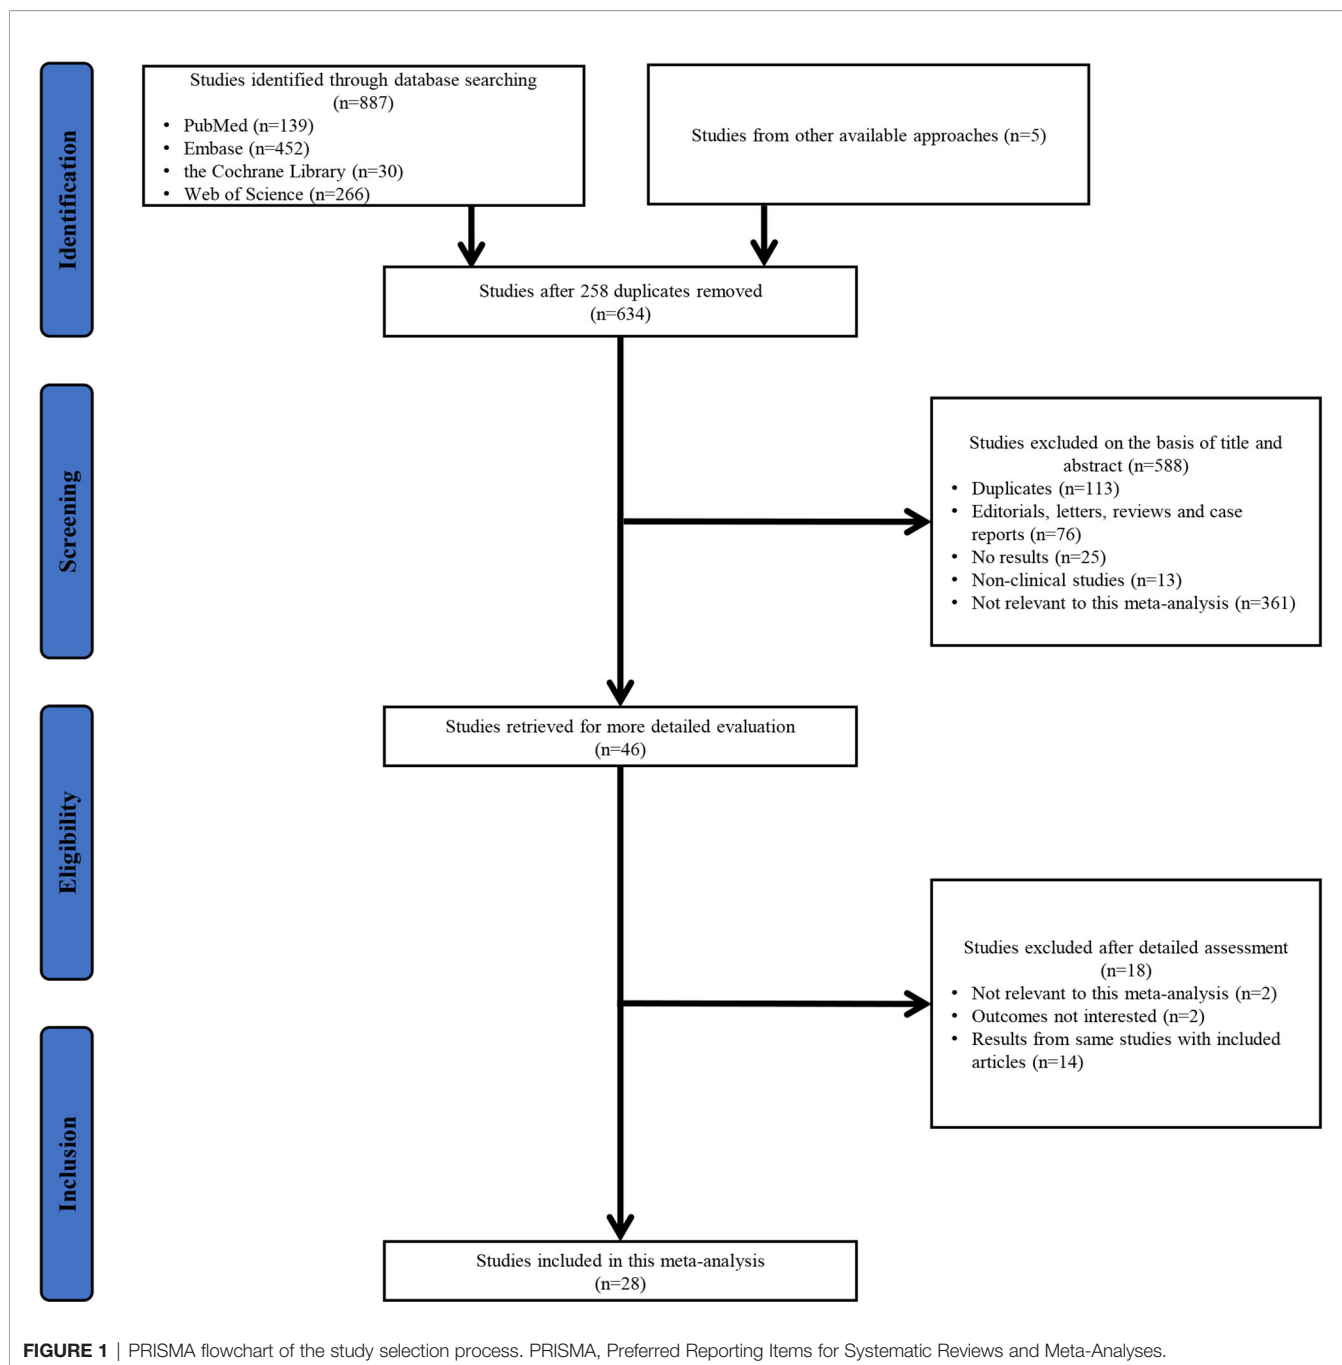 Identification
Studies identified through database searching
(n=887)
• PubMed (n=139)
• Embase (n=452)
• the Cochrane Library (n=30)
• Web of Science (n=266)
Studies from other available approaches (n=5)
Studies after 258 duplicates removed
(n=634)
Screening
Studies excluded on the basis of title and
abstract (n=588)
• Duplicates (n=113)
• Editorials, letters, reviews and case
reports (n=76)
• No results (n=25)
• Non-clinical studies (n=13)
• Not relevant to this meta-analysis (n=361)
Eligibility
Studies retrieved for more detailed evaluation
(n=46)
Studies excluded after detailed assessment
(n=18)
• Not relevant to this meta-analysis (n=2)
• Outcomes not interested (n=2)
• Results from same studies with included
articles (n=14)
Inclusion
Studies included in this meta-analysis
(n=28)
FIGURE 1 | PRISMA flowchart of the study selection process. PRISMA, Preferred Reporting Items for Systematic Reviews and Meta-Analyses.